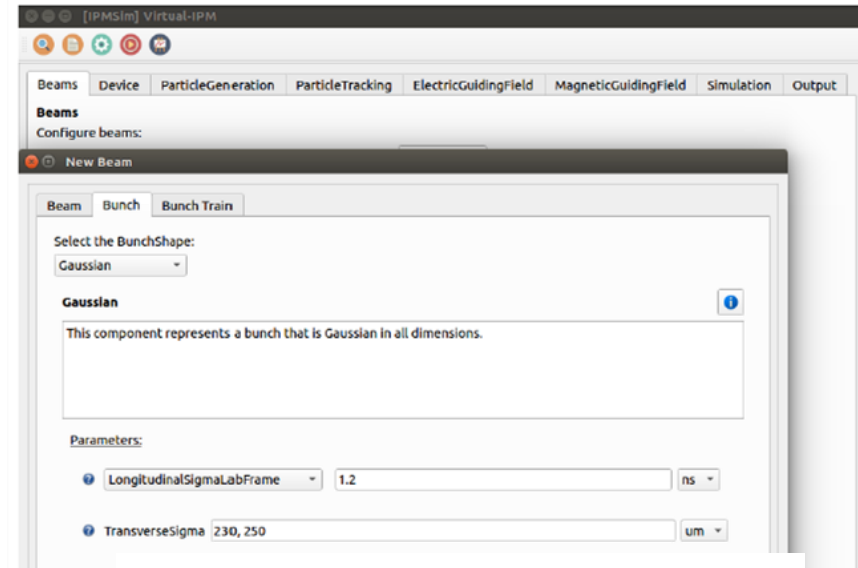 [IPMSim] Virtual-IPM
Beams Device ParticleGeneration ParticleTracking ElectricGuidingField MagneticGuidingField Simulation Output
Beams
Configure beams:
New Beam
Beam Bunch Bunch Train
Select the BunchShape:
Gaussian
Gaussian
This component represents a bunch that is Gaussian in all dimensions.
Parameters:
LongitudinalSigmaLabFrame 1.2 ns
TransverseSigma 230, 250 um